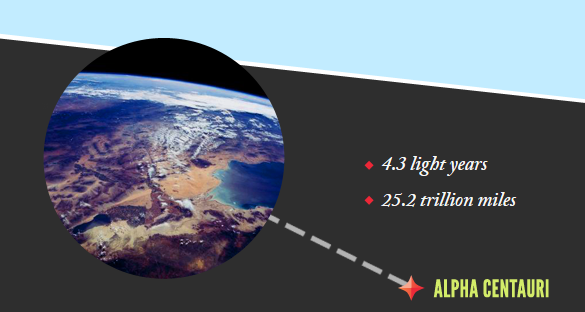 4.3 light years
25.2 trillion miles
ALPHA CENTAURI